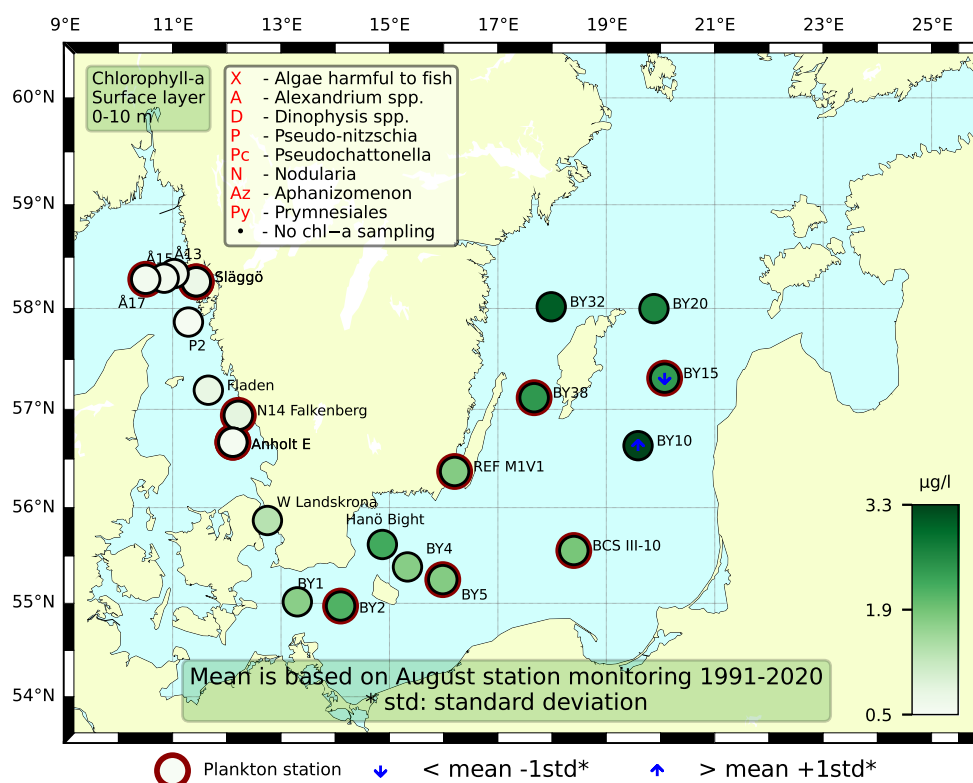 9°E 11°E 13°E 15°E 17°E 19°E 21°E 23°E 25°E
60°N
59°N
58°N
57°N
56°N
55°N
54°N
Chlorophyll-a
Surface layer
0-10 m
X - Algae harmful to fish
A - Alexandrium spp.
D - Dinophysis spp.
P - Pseudo-nitzschia
Pc - Pseudochattonella
N - Nodularia
Az - Aphanizomenon
Py - Prymnesiales
• - No chl−a sampling
Å15 Å13
Släggö
Å17
BY32
BY20
P2
BY15
Fladen
BY38
N14 Falkenberg
Anholt E
BY10
REF M1V1
W Landskrona
Hanö Bight
BY4
BCS III-10
BY1
BY5
BY2
µg/l
3.3
1.9
0.5
Mean is based on August station monitoring 1991-2020
* std: standard deviation
Plankton station < mean -1std* > mean +1std*